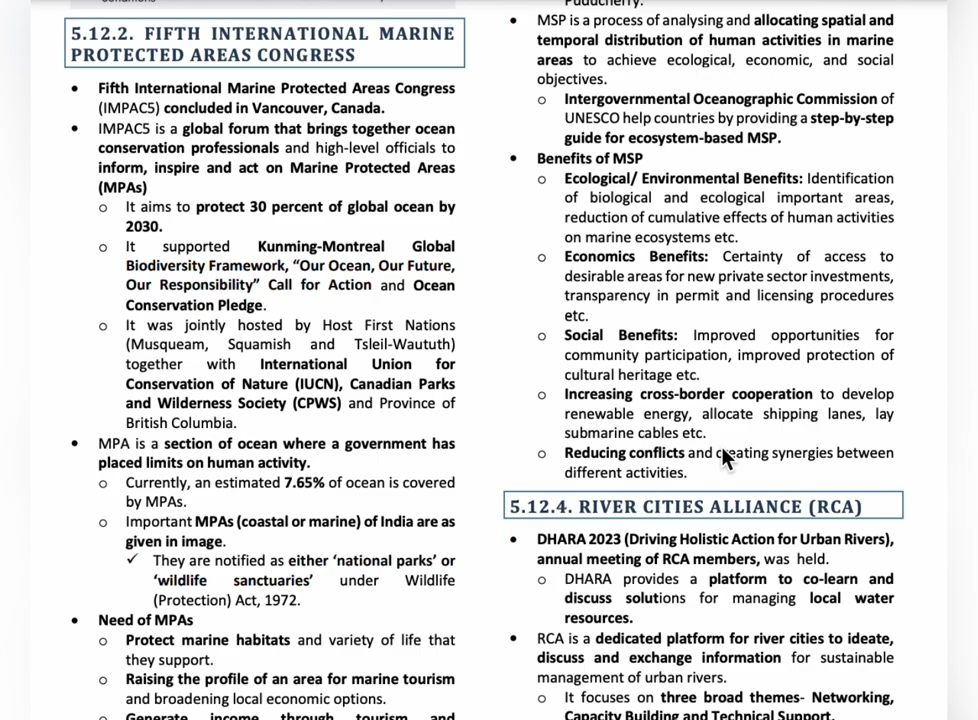 5.12.2. FIFTH INTERNATIONAL MARINE
PROTECTED AREAS CONGRESS
• Fifth International Marine Protected Areas Congress
(IMPAC5) concluded in Vancouver, Canada.
• IMPAC5 is a global forum that brings together ocean
conservation professionals and high-level officials to
inform, inspire and act on Marine Protected Areas
(MPAs)
o It aims to protect 30 percent of global ocean by
2030.
o It supported Kunming-Montreal Global
Biodiversity Framework, “Our Ocean, Our Future,
Our Responsibility” Call for Action and Ocean
Conservation Pledge.
o It was jointly hosted by Host First Nations
(Musqueam, Squamish and Tsleil-Waututh)
together with International Union for
Conservation of Nature (IUCN), Canadian Parks
and Wilderness Society (CPWS) and Province of
British Columbia.
• MPA is a section of ocean where a government has
placed limits on human activity.
o Currently, an estimated 7.65% of ocean is covered
by MPAs.
o Important MPAs (coastal or marine) of India are as
given in image.
✓ They are notified as either ‘national parks’ or
‘wildlife sanctuaries’ under Wildlife
(Protection) Act, 1972.
• Need of MPAs
o Protect marine habitats and variety of life that
they support.
o Raising the profile of an area for marine tourism
and broadening local economic options.
o Generate income through tourism and
Puducherry.
• MSP is a process of analysing and allocating spatial and
temporal distribution of human activities in marine
areas to achieve ecological, economic, and social
objectives.
o Intergovernmental Oceanographic Commission of
UNESCO help countries by providing a step-by-step
guide for ecosystem-based MSP.
• Benefits of MSP
o Ecological/ Environmental Benefits: Identification
of biological and ecological important areas,
reduction of cumulative effects of human activities
on marine ecosystems etc.
o Economics Benefits: Certainty of access to
desirable areas for new private sector investments,
transparency in permit and licensing procedures
etc.
o Social Benefits: Improved opportunities for
community participation, improved protection of
cultural heritage etc.
o Increasing cross-border cooperation to develop
renewable energy, allocate shipping lanes, lay
submarine cables etc.
o Reducing conflicts and creating synergies between
different activities.
5.12.4. RIVER CITIES ALLIANCE (RCA)
• DHARA 2023 (Driving Holistic Action for Urban Rivers),
annual meeting of RCA members, was held.
o DHARA provides a platform to co-learn and
discuss solutions for managing local water
resources.
• RCA is a dedicated platform for river cities to ideate,
discuss and exchange information for sustainable
management of urban rivers.
o It focuses on three broad themes- Networking,
Capacity Building and Technical Support.